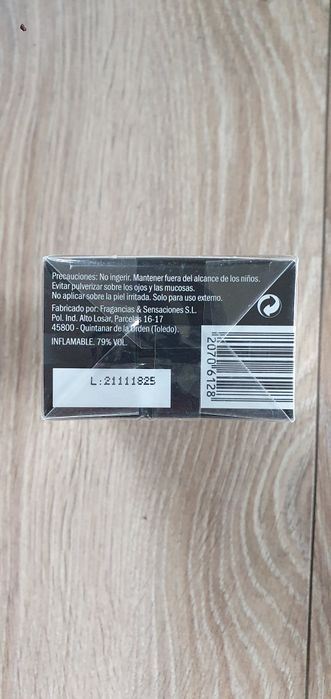 Precauciones: No ingerir. Mantener fuera del alcance de los niños.
Evitar pulverizar sobre los ojos y las mucosas.
No aplicar sobre la piel irritada. Solo para uso externo.
Fabricado por: Fragancias & Sensaciones S.L.
Pol. Ind. Alto Losar, Parcelas 16-17
45800 - Quintanar de la Orden (Toledo).
INFLAMABLE. 79% VOL.
L:21111825
20706128